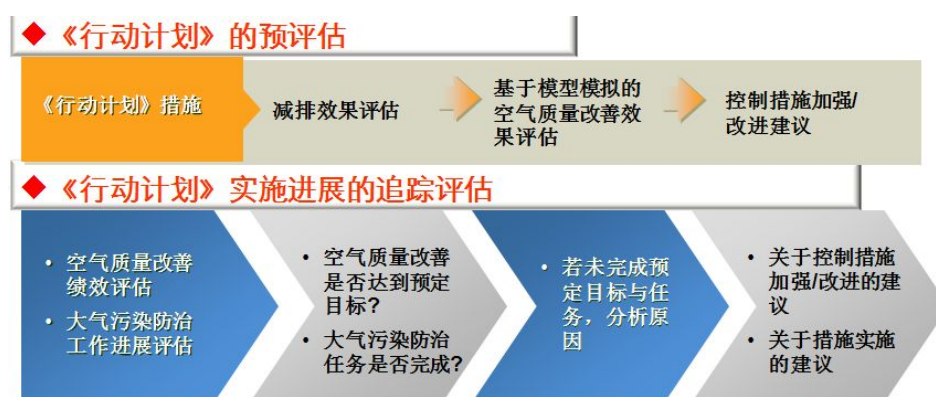 ◆《行动计划》的预评估
《行动计划》措施
减排效果评估
基于模型模拟的
空气质量改善效
果评估
控制措施加强/
改进建议
◆《行动计划》实施进展的追踪评估
• 空气质量改善
绩效评估
• 大气污染防治
工作进展评估
• 空气质量改善
是否达到预定
目标?
• 大气污染防治
任务是否完成?
• 若未完成预
定目标与任
务，分析原
因
• 关于控制措施
加强/改进的建
议
• 关于措施实施
的建议